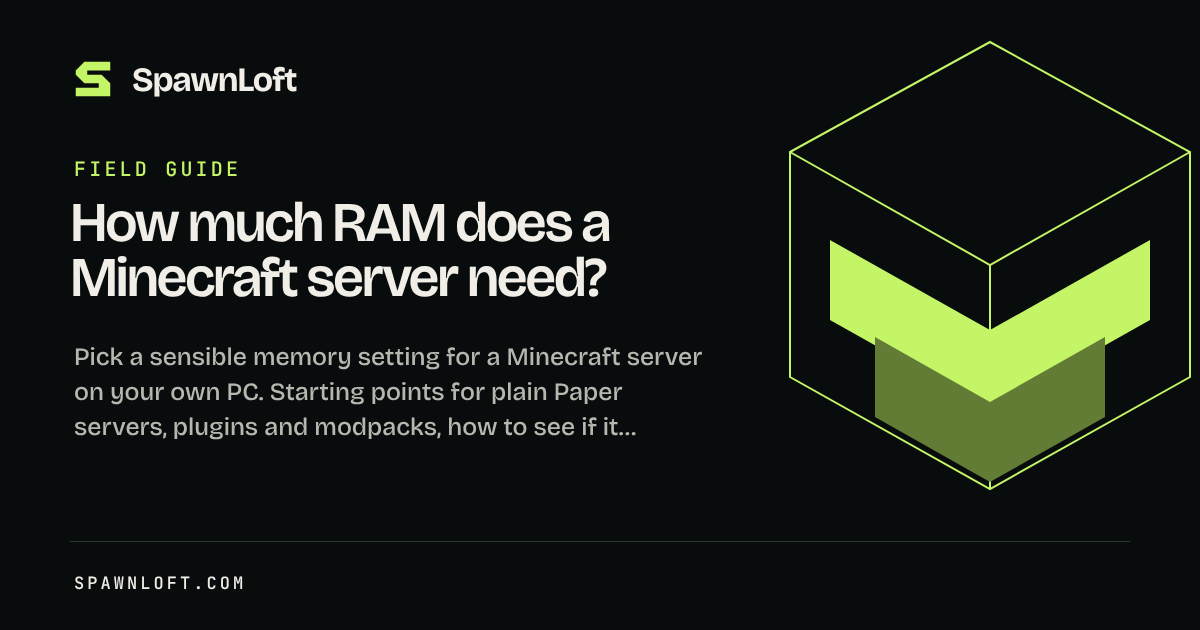 SpawnLoft
FIELD GUIDE
How much RAM does a
Minecraft server need?
Pick a sensible memory setting for a Minecraft server
on your own PC. Starting points for plain Paper
servers, plugins and modpacks, how to see if it...
SPAWNLOFT.COM